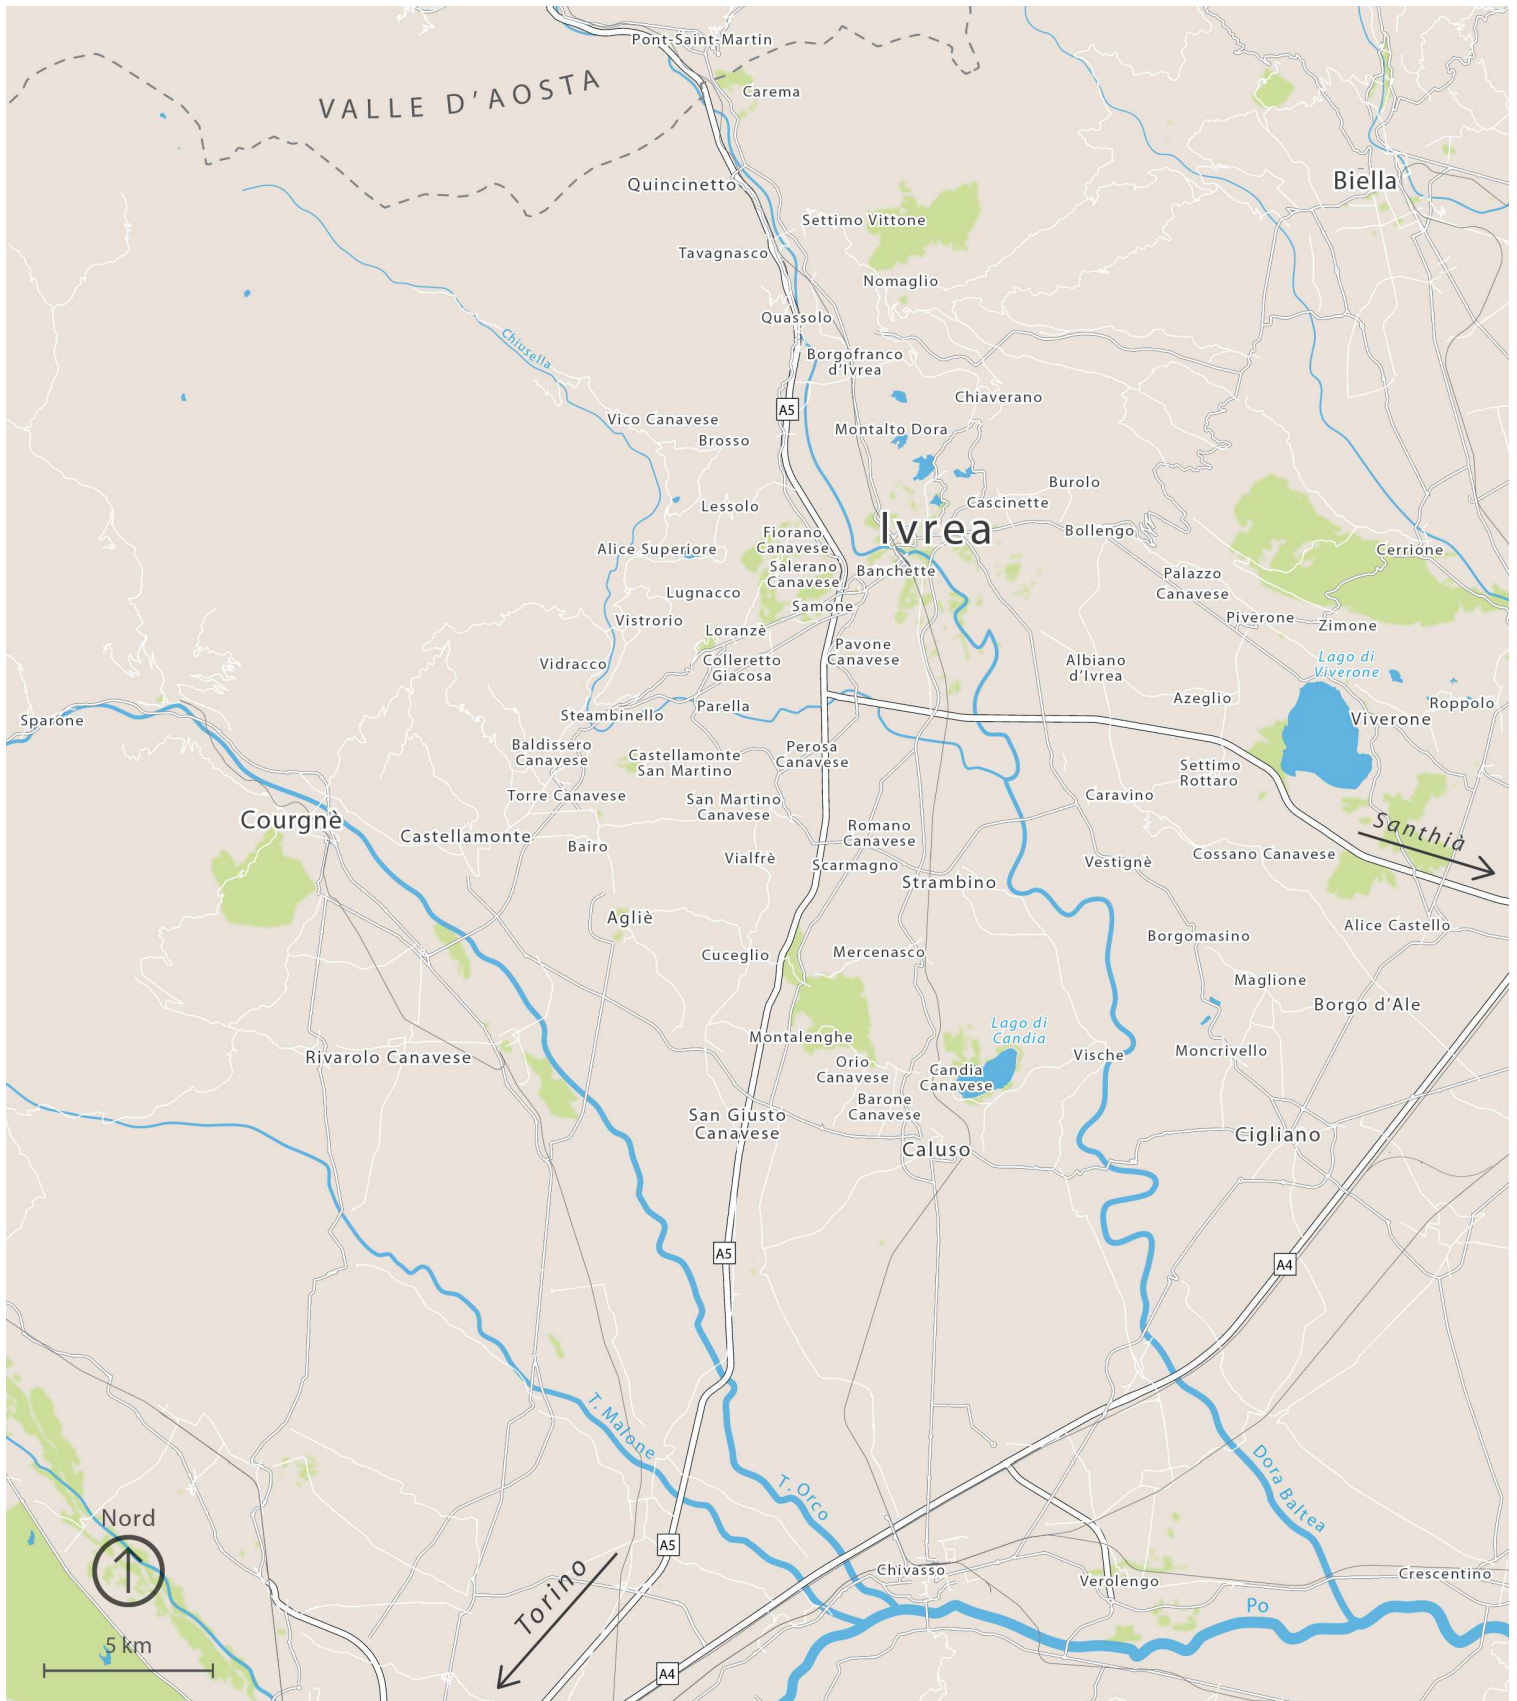 Pont-Saint-Martin
VALLE D'AOSTA
Carema
Biella
Quincinetto
Settimo Vittone
Tavagnasco
Nomaglio
Quassolo
Chiusella
Borgofranco
d'Ivrea
Chiaverano
A5
Vico Canavese
Montalto Dora
Brosso
Burolo
Cascinette
Lessolo
Ivrea
Bollengo
Fiorano
Canavese
Alice Superiore
Cerrione
Salerano
Canavese
Banchette
Palazzo
Canavese
Lugnacco
Samone
Vistrorio
Piverone
Zimone
Loranzè
Pavone
Canavese
Vidracco
Colleretto
Giacosa
Albiano
d'Ivrea
Lago di
Viverone
Azeglio
Roppolo
Parella
Steambinello
Sparone
Viverone
Baldissero
Canavese
Castellamonte
San Martino
Perosa
Canavese
Settimo
Rottaro
Torre Canavese
San Martino
Canavese
Caravino
Courgnè
Castellamonte
Romano
Canavese
Santhià
Bairo
Vialfrè
Scarmagno
Vestignè
Cossano Canavese
Strambino
Agliè
Alice Castello
Borgomasino
Cuceglio
Mercenasco
Maglione
Borgo d'Ale
Lago di
Candia
Montalenghe
Rivarolo Canavese
Vische
Moncrivello
Orio
Canavese
Candia
Canavese
Barone
Canavese
San Giusto
Canavese
Cigliano
Caluso
A5
A4
T. Malone
T. Orco
Dora Baltea
Nord
A5
Torino
Chivasso
Verolengo
Crescentino
Po
5 km
A4